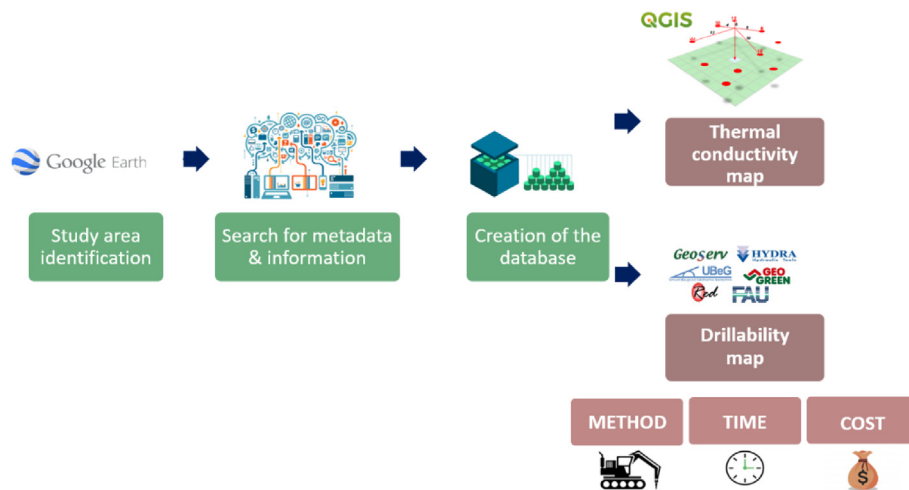 QGIS
Google Earth
Study area
identification
Search for metadata
& information
Creation of the
database
Thermal
conductivity
map
Geoserv
HYDRA
UBeG
GEO
GREEN
Red
FAU
Drillability
map
METHOD
TIME
COST
$